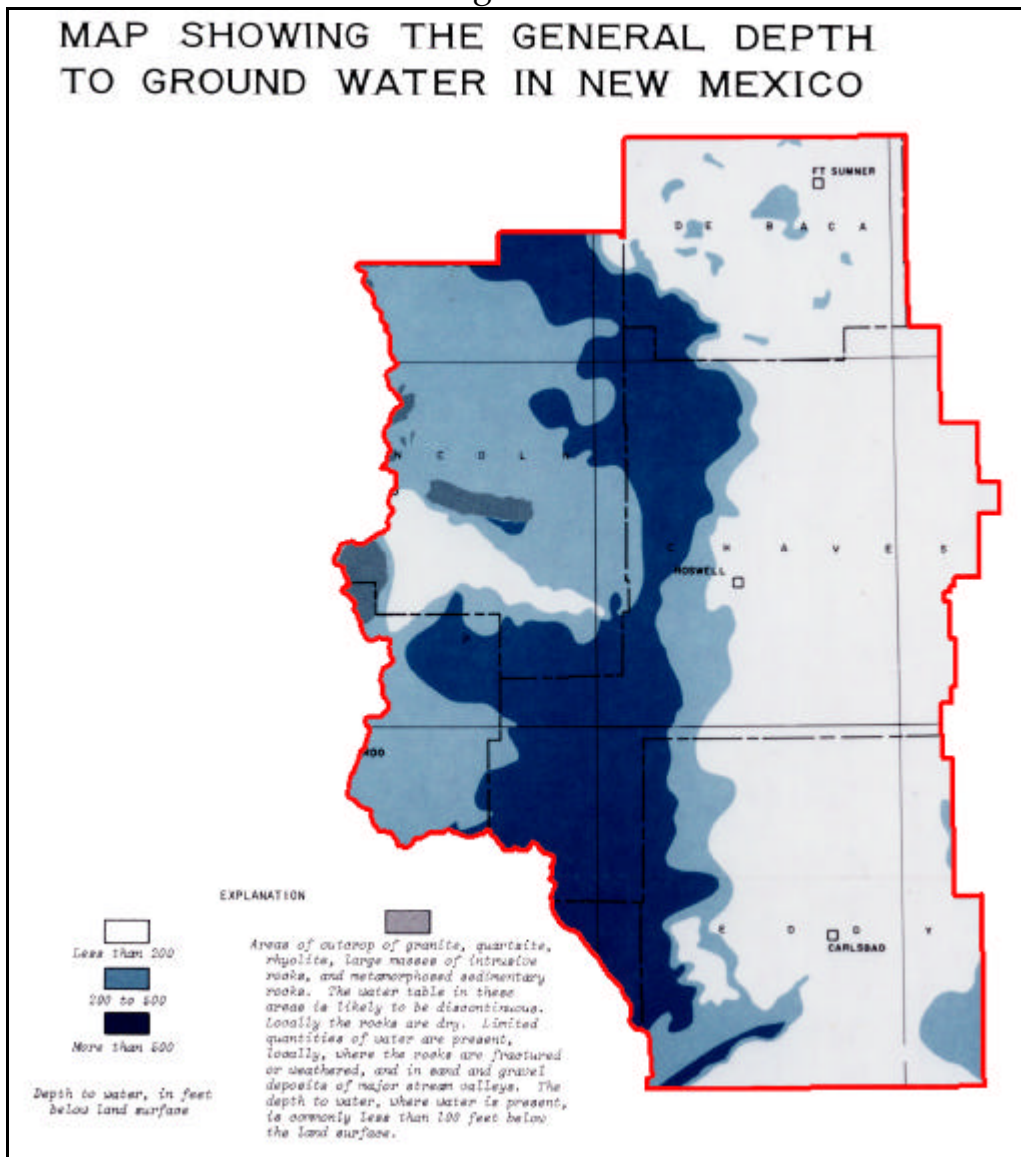 MAP SHOWING THE GENERAL DEPTH
TO GROUND WATER IN NEW MEXICO
FT SUMNER
DE BACA
N C O L N
CHAVES
ROSWELL
EDDY
CARLSBAD
EXPLANATION
Less than 200
200 to 500
More than 500
Depth to water, in feet
below land surface
Areas of outcrop of granite, quartsite,
rhyolite, large masses of intrusive
rocks, and metamorphosed sedimentary
rocks. The water table in these
areas is likely to be discontinuous.
Locally the rocks are dry. Limited
quantities of water are present,
locally, where the rocks are fractured
or weathered, and in sand and gravel
deposits of major stream valleys. The
depth to water, where water is present,
is commonly less than 100 feet below
the land surface.